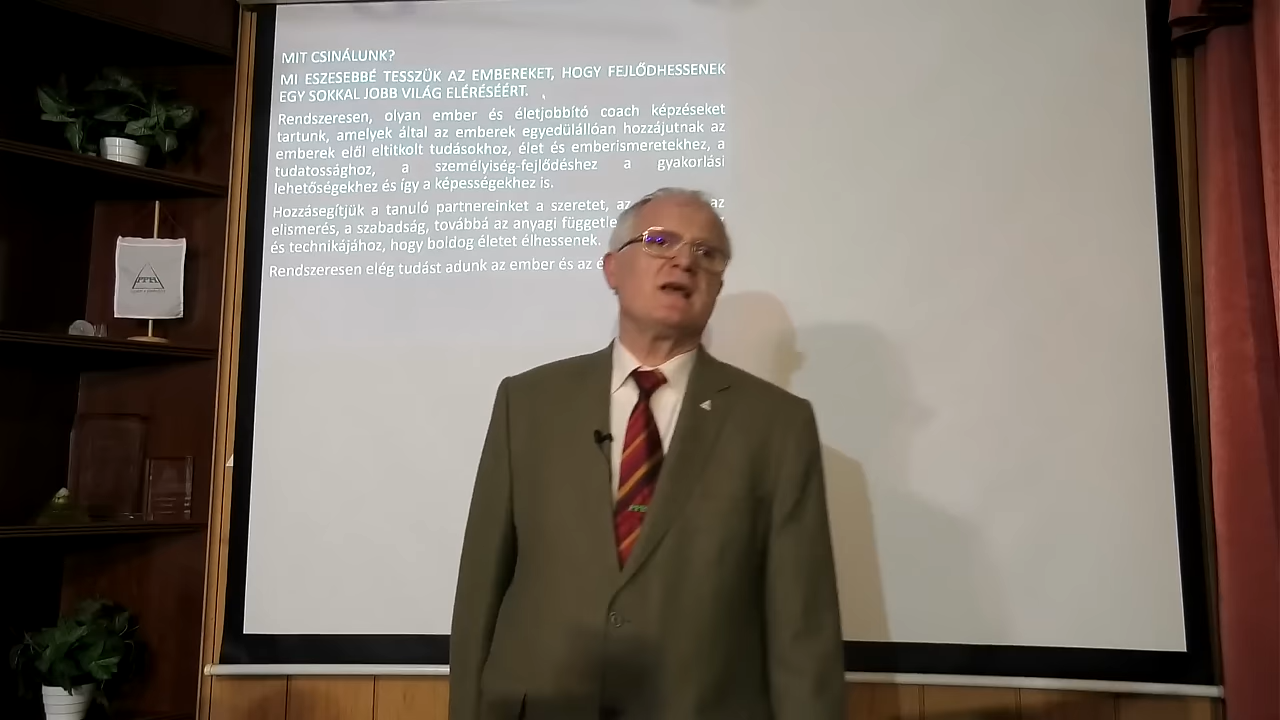 MIT CSINÁLUNK?
MI ESZESEBBÉ TESSZÜK AZ EMBEREKET, HOGY FEJLŐDHESSENEK
EGY SOKKAL JOBB VILÁG ELÉRÉSÉÉRT.
Rendszeresen, olyan ember és életjobbító coach képzéseket
tartunk, amelyek által az emberek egyedülállóan hozzájutnak az
emberek elől eltitkolt tudásokhoz, élet és emberismeretekhez, a
tudatossághoz, a személyiség-fejlődéshez a gyakorlási
lehetőségekhez és így a képességekhez is.
Hozzásegítjük a tanuló partnereinket a szeretet, az az
elismerés, a szabadság, továbbá az anyagi
és technikájához, hogy boldog életet élhessenek.
Rendszeresen elég tudást adunk az ember és az